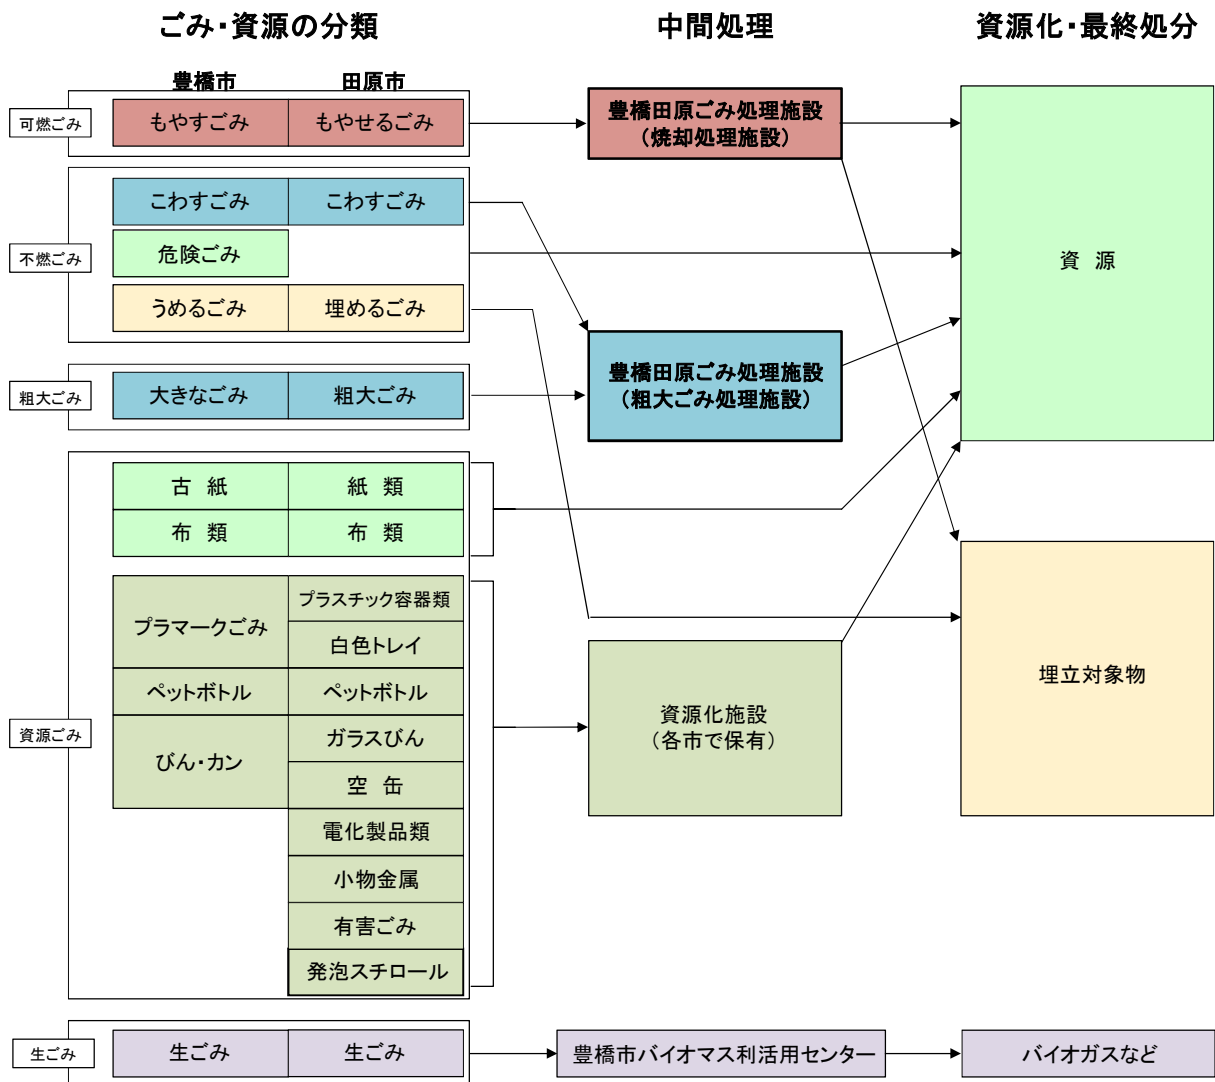 ごみ・資源の分類
中間処理
資源化・最終処分
豊橋市
田原市
可燃ごみ
もやすごみ
もやせるごみ
豊橋田原ごみ処理施設
（焼却処理施設）
不燃ごみ
こわすごみ
こわすごみ
危険ごみ
うめるごみ
埋めるごみ
資 源
粗大ごみ
大きなごみ
粗大ごみ
豊橋田原ごみ処理施設
（粗大ごみ処理施設）
資源ごみ
古 紙
紙 類
布 類
布 類
プラマークごみ
プラスチック容器類
白色トレイ
ペットボトル
ペットボトル
びん・カン
ガラスびん
空 缶
電化製品類
小物金属
有害ごみ
発泡スチロール
資源化施設
（各市で保有）
埋立対象物
生ごみ
生ごみ
生ごみ
豊橋市バイオマス利活用センター
バイオガスなど